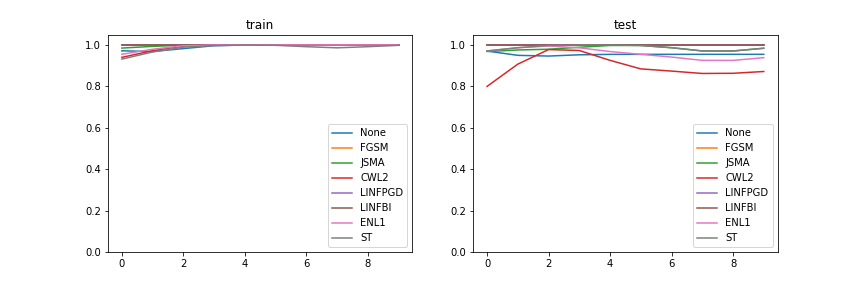 train
1.0
0.8
0.6
0.4
0.2
0.0
0 2 4 6 8
None
FGSM
JSMA
CWL2
LINFPGD
LINFBI
ENL1
ST
test
1.0
0.8
0.6
0.4
0.2
0.0
0 2 4 6 8
None
FGSM
JSMA
CWL2
LINFPGD
LINFBI
ENL1
ST